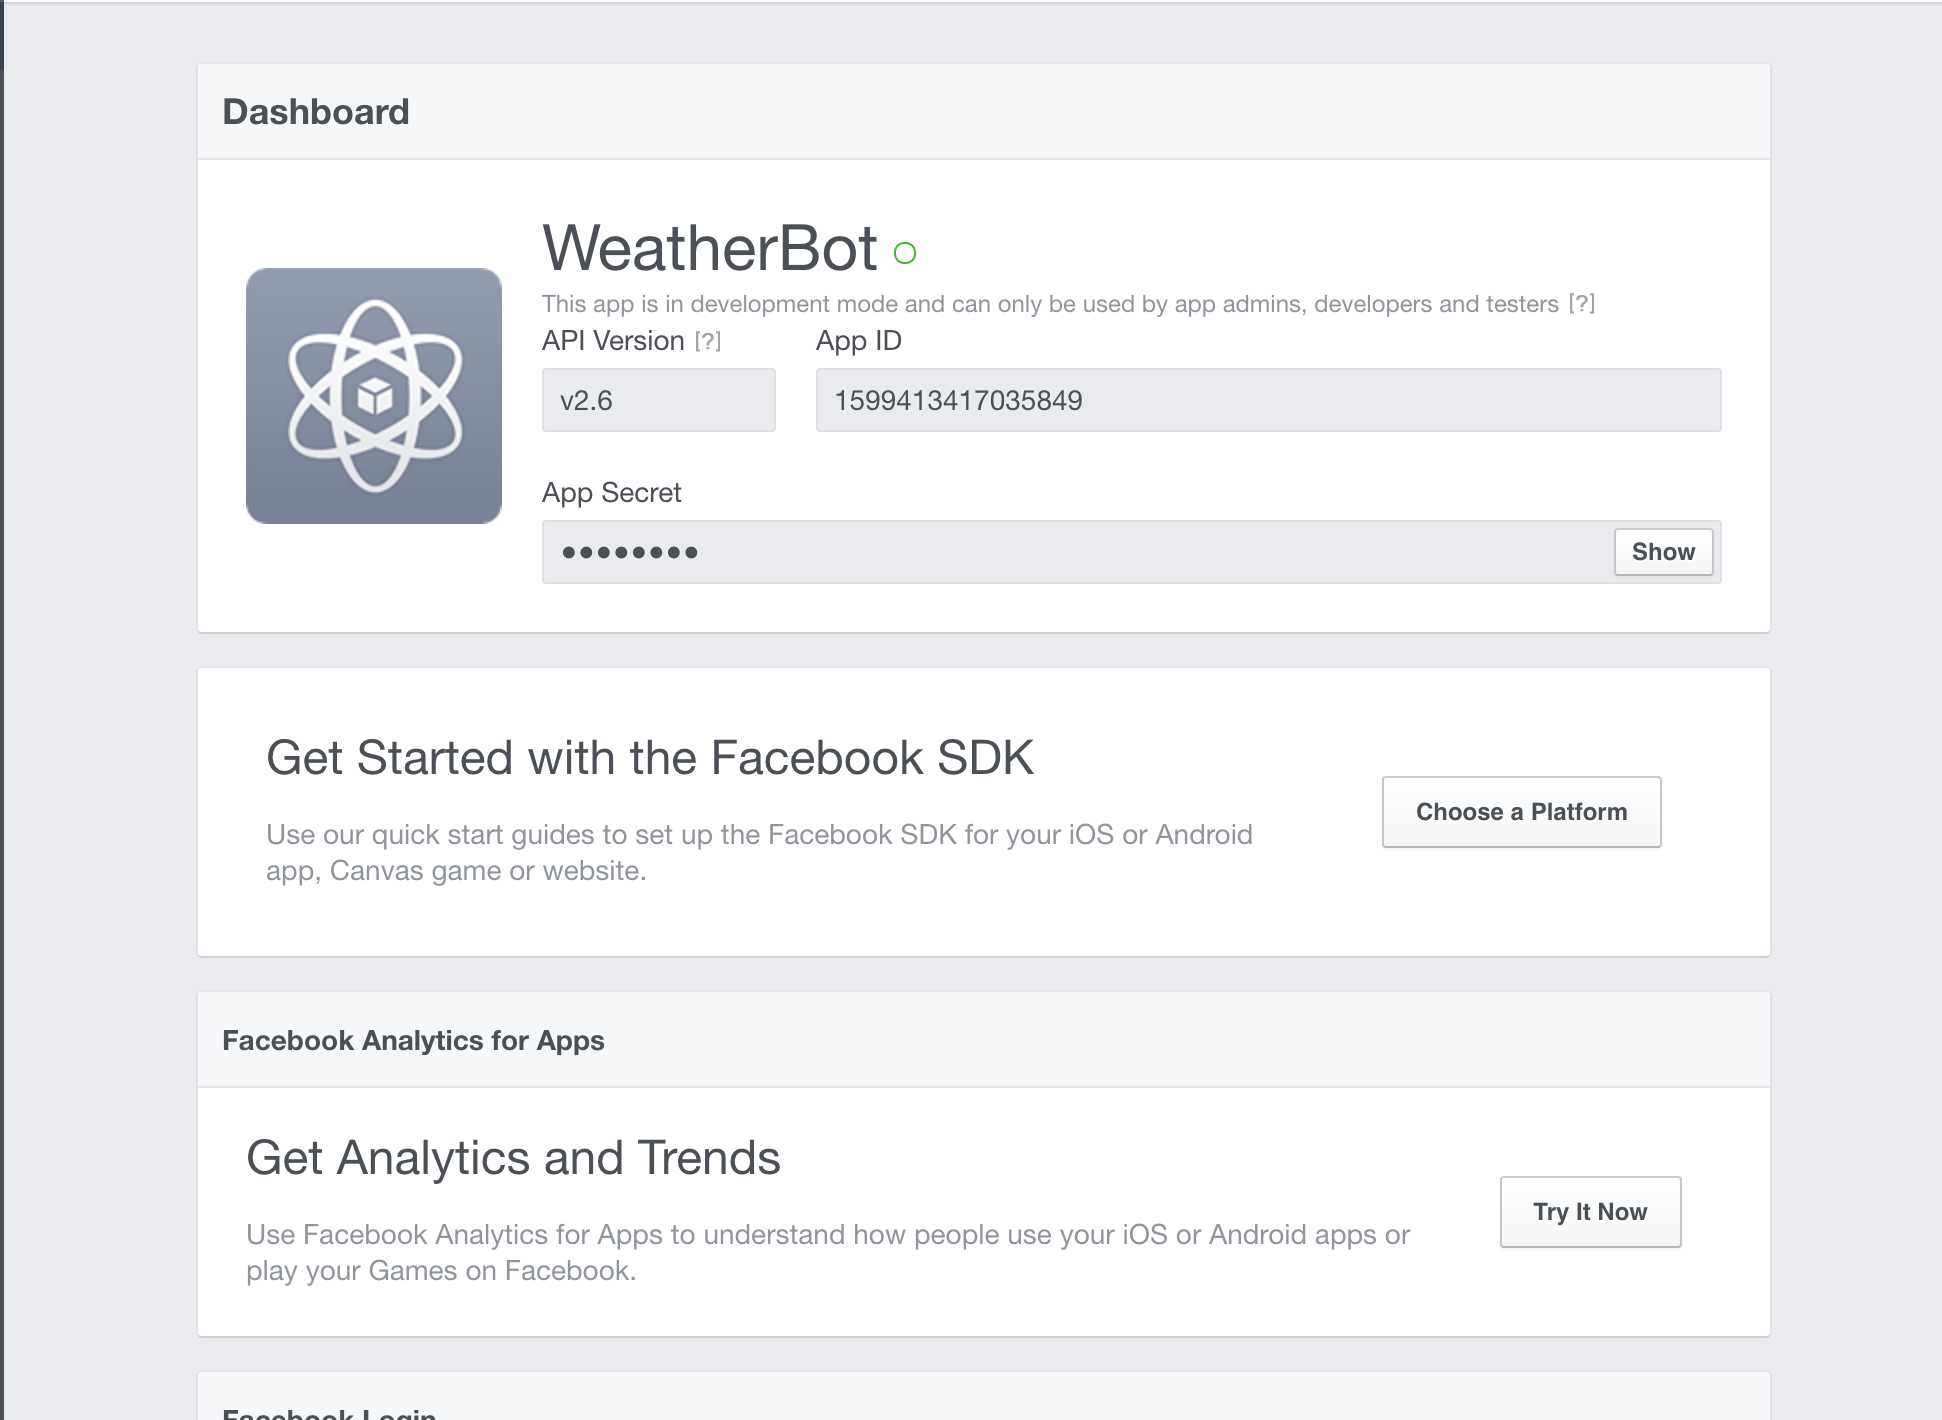 Dashboard
WeatherBot
This app is in development mode and can only be used by app admins, developers and testers [?]
API Version [?] App ID
v2.6 1599413417035849
App Secret
●●●●●●●● Show
Get Started with the Facebook SDK
Use our quick start guides to set up the Facebook SDK for your iOS or Android
app, Canvas game or website.
Choose a Platform
Facebook Analytics for Apps
Get Analytics and Trends
Use Facebook Analytics for Apps to understand how people use your iOS or Android apps or
play your Games on Facebook.
Try It Now
Facebook Login